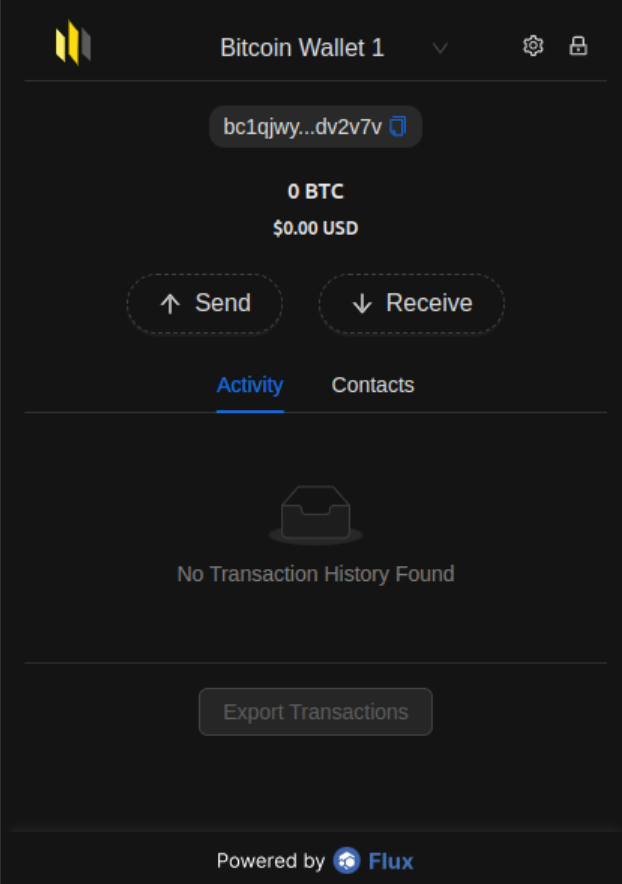 Bitcoin Wallet 1
bc1qjwy...dv2v7v
0 BTC
$0.00 USD
Send
Receive
Activity
Contacts
No Transaction History Found
Export Transactions
Powered by Flux